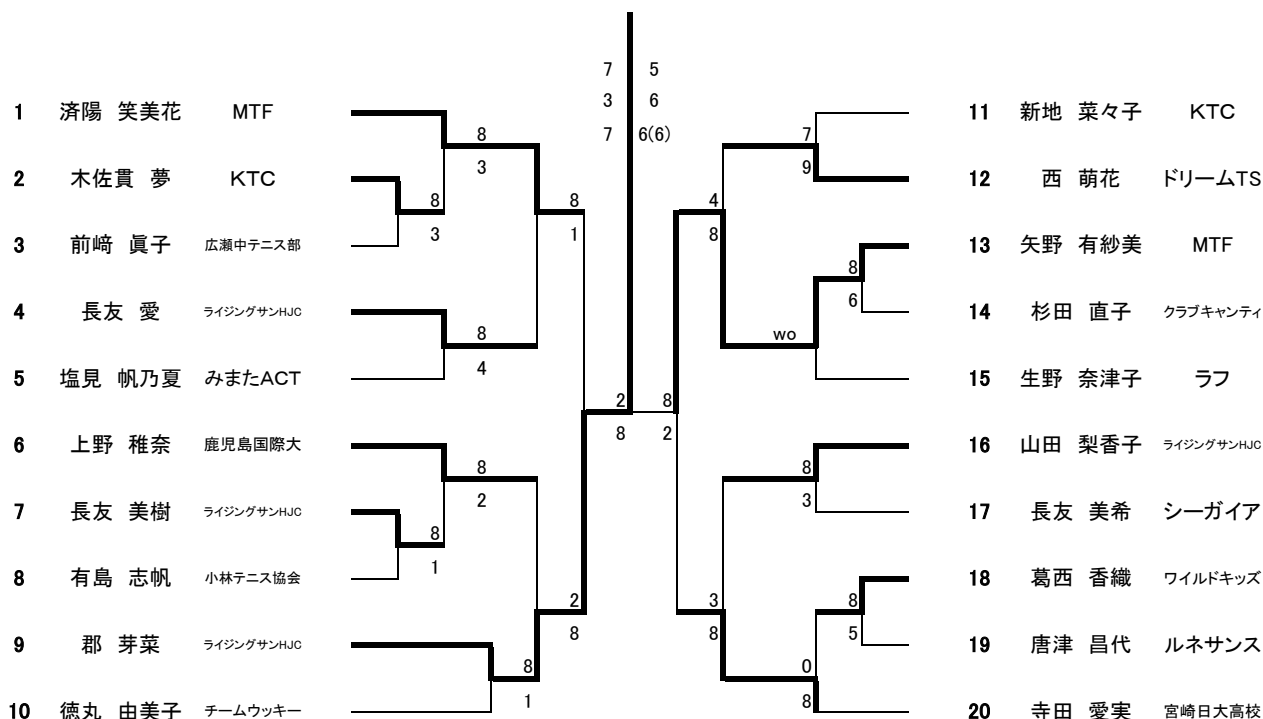 7 5
3 6
7 6(6)
1 済陽 笑美花 MTF
8
3
2 木佐貫 夢 KTC
8
3
3 前﨑 眞子 広瀬中テニス部
8
1
4 長友 愛 ライジングサンHJC
8
4
5 塩見 帆乃夏 みまたACT
2
8
6 上野 稚奈 鹿児島国際大
8
2
7 長友 美樹 ライジングサンHJC
8
1
8 有島 志帆 小林テニス協会
2
8
9 郡 芽菜 ライジングサンHJC
8
1
10 徳丸 由美子 チームウッキー
11 新地 菜々子 KTC
7
9
12 西 萌花 ドリームTS
4
8
13 矢野 有紗美 MTF
8
6
14 杉田 直子 クラブキャンティ
wo
15 生野 奈津子 ラフ
8
2
16 山田 梨香子 ライジングサンHJC
8
3
17 長友 美希 シーガイア
18 葛西 香織 ワイルドキッズ
8
5
3
8
19 唐津 昌代 ルネサンス
0
8
20 寺田 愛実 宮崎日大高校